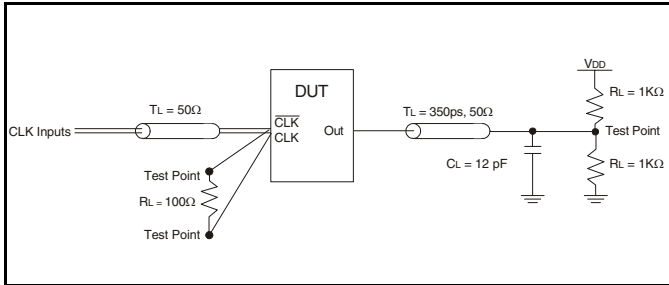 VDD
DUT
RL = 1KΩ
TL = 50Ω
TL = 350ps, 50Ω
CLK
CLK Inputs
Out
Test Point
CLK
Test Point
CL = 12 pF
RL = 1KΩ
RL = 100Ω
Test Point